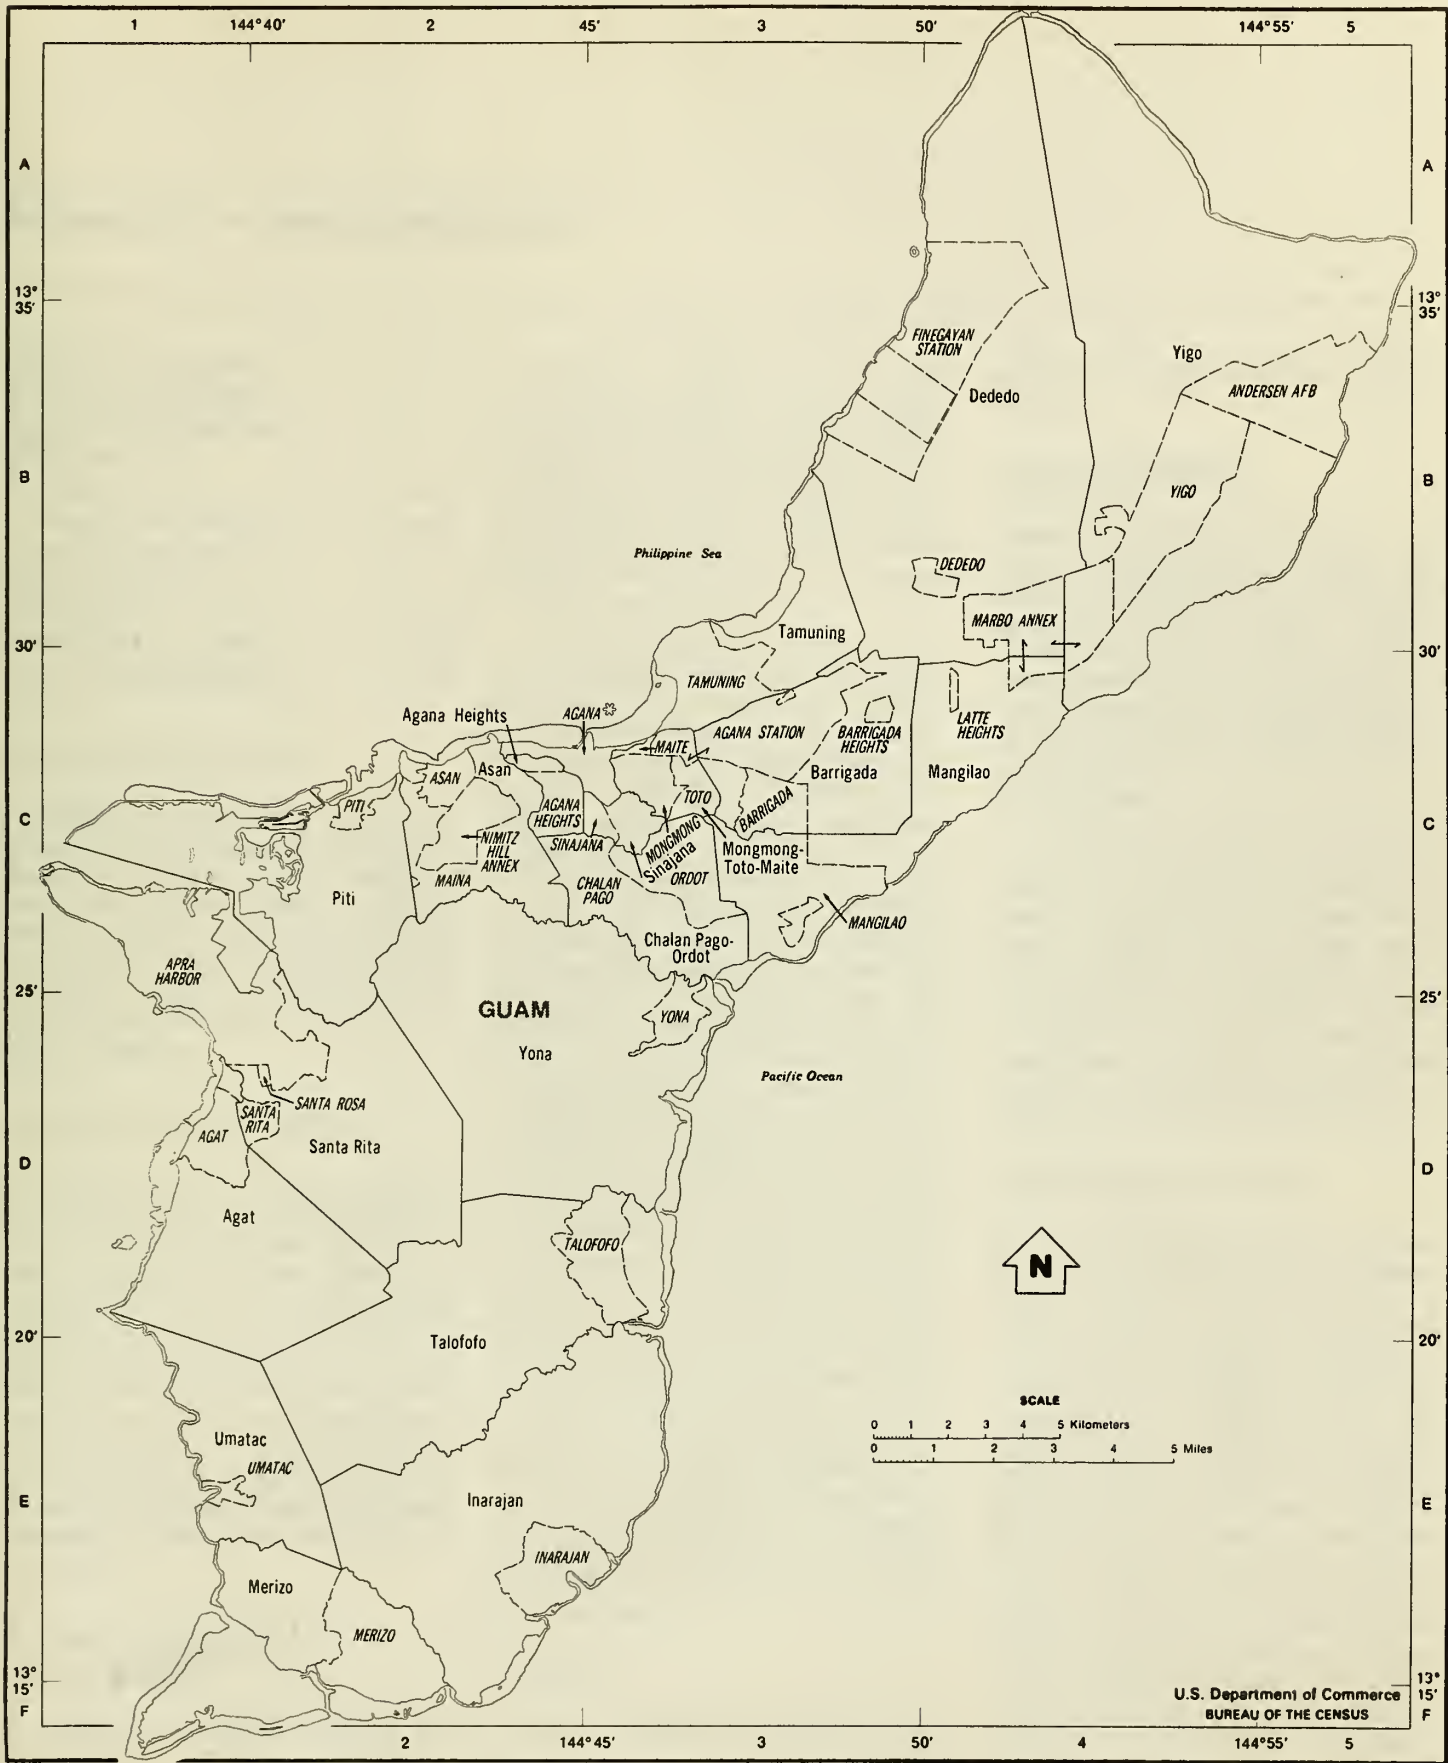 1 144°40′ 2 45′ 3 50′ 144°55′ 5
A A
13°
35′
13°
35′
FINEGAYAN
STATION
Yigo
Dededo
ANDERSEN AFB
B B
YIGO
Philippine Sea
DEDEDO
MARBO ANNEX
Tamuning
30′ 30′
TAMUNING
Agana Heights
AGANA
LATTE
HEIGHTS
AGANA STATION
BARRIGADA
HEIGHTS
MAITE
Asan
ASAN
Barrigada
Mangilao
PITI
TOTO
BARRIGADA
AGANA
HEIGHTS
C C
SINAJANA
NIMITZ
HILL
ANNEX
MONGMONG
Sinajana
Mongmong-
Toto-Maite
MAINA
CHALAN
PAGO
ORDOT
Piti
MANGILAO
Chalan Pago-
Ordot
APRA
HARBOR
25′ 25′
GUAM
YONA
Yona
Pacific Ocean
SANTA ROSA
SANTA
RITA
AGAT
Santa Rita
D D
Agat
TALOFOFO
N
20′ 20′
Talofofo
SCALE
0 1 2 3 4 5 Kilometers
0 1 2 3 4 5 Miles
Umatac
UMATAC
E E
Inarajan
INARAJAN
Merizo
MERIZO
13°
15′
13°
15′
U.S. Department of Commerce
BUREAU OF THE CENSUS
F F
2 144°45′ 3 50′ 4 144°55′ 5